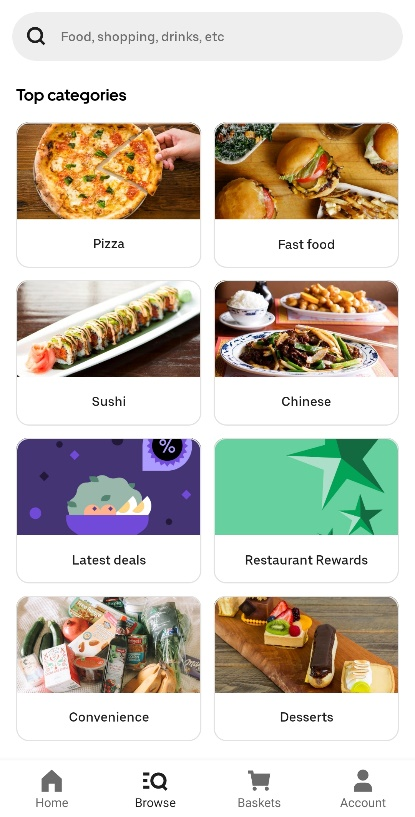 Food, shopping, drinks, etc
Top categories
Pizza
Fast food
Sushi
Chinese
%
Latest deals
Restaurant Rewards
Convenience
Desserts
Home
Browse
Baskets
Account